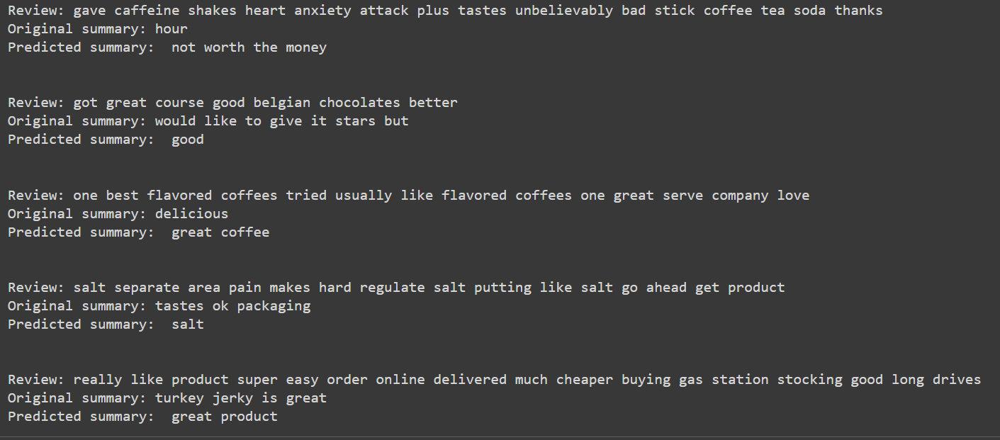 Review: gave caffeine shakes heart anxiety attack plus tastes unbelievably bad stick coffee tea soda thanks
Original summary: hour
Predicted summary:  not worth the money
Review: got great course good belgian chocolates better
Original summary: would like to give it stars but
Predicted summary:  good
Review: one best flavored coffees tried usually like flavored coffees one great serve company love
Original summary: delicious
Predicted summary:  great coffee
Review: salt separate area pain makes hard regulate salt putting like salt go ahead get product
Original summary: tastes ok packaging
Predicted summary:  salt
Review: really like product super easy order online delivered much cheaper buying gas station stocking good long drives
Original summary: turkey jerky is great
Predicted summary:  great product